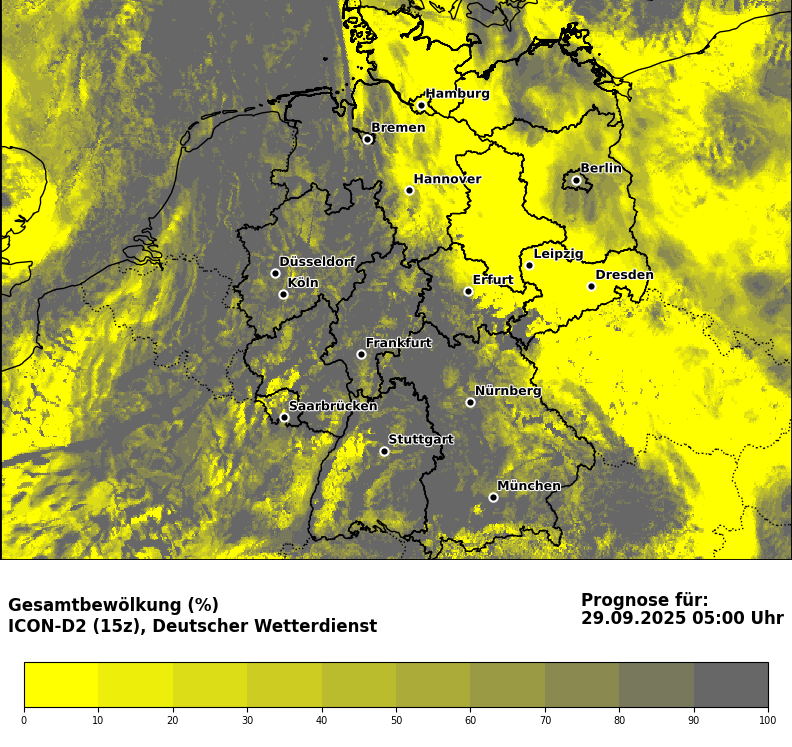 Hamburg
Bremen
Berlin
Hannover
Leipzig
Düsseldorf
Dresden
Köln
Erfurt
Frankfurt
Nürnberg
Saarbrücken
Stuttgart
München
Gesamtbewölkung (%)
ICON-D2 (15z), Deutscher Wetterdienst
Prognose für:
29.09.2025 05:00 Uhr
0 10 20 30 40 50 60 70 80 90 100